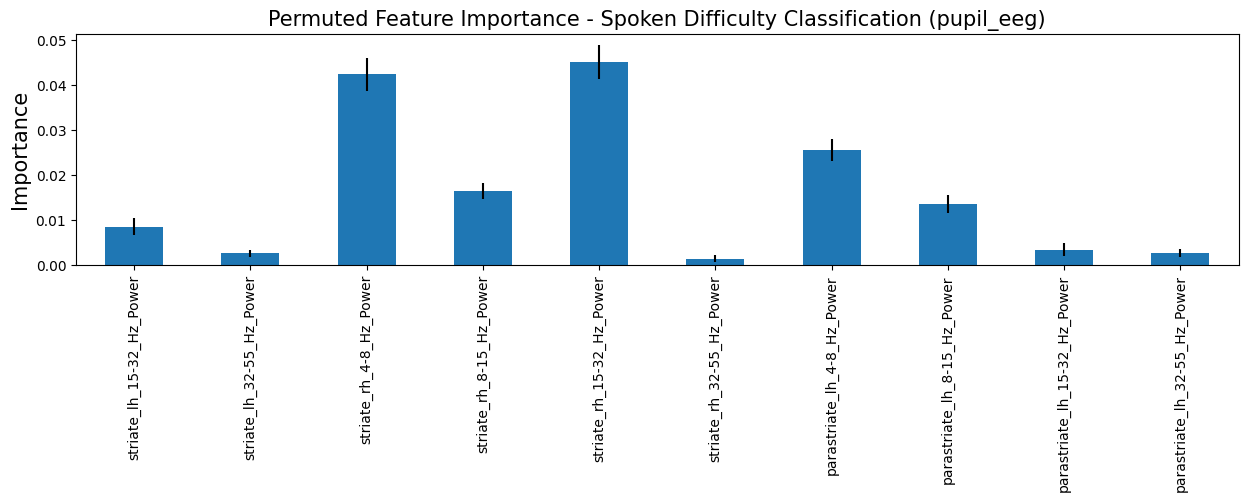 Permuted Feature Importance - Spoken Difficulty Classification (pupil_eeg)
Importance
0.05
0.04
0.03
0.02
0.01
0.00
striate_lh_15-32_Hz_Power
striate_lh_32-55_Hz_Power
striate_rh_4-8_Hz_Power
striate_rh_8-15_Hz_Power
striate_rh_15-32_Hz_Power
striate_rh_32-55_Hz_Power
parastriate_lh_4-8_Hz_Power
parastriate_lh_8-15_Hz_Power
parastriate_lh_15-32_Hz_Power
parastriate_lh_32-55_Hz_Power